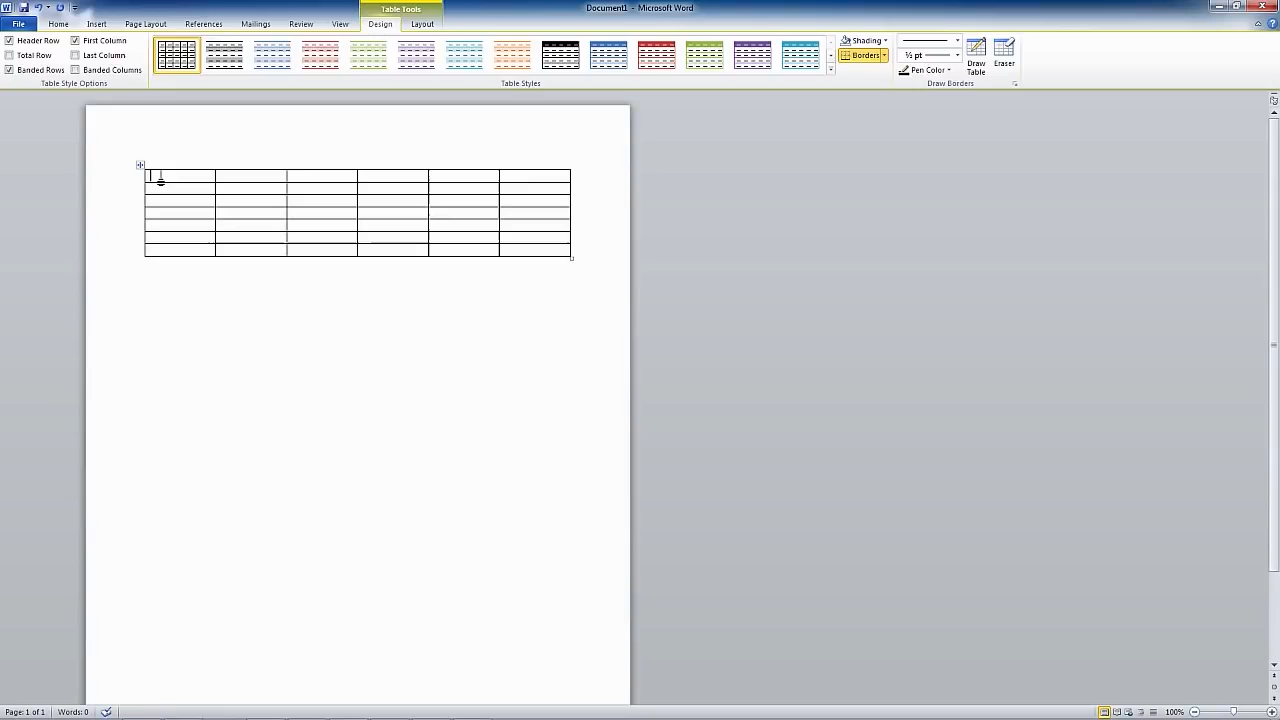 Table Tools
Document1 - Microsoft Word
File Home Insert Page Layout References Mailings Review View Design Layout
Header Row First Column
Total Row Last Column
Banded Rows Banded Columns
Table Style Options
Table Styles
Shading
Borders
½ pt
Pen Color
Draw Table
Eraser
Draw Borders
Page: 1 of 1 Words: 0 100%